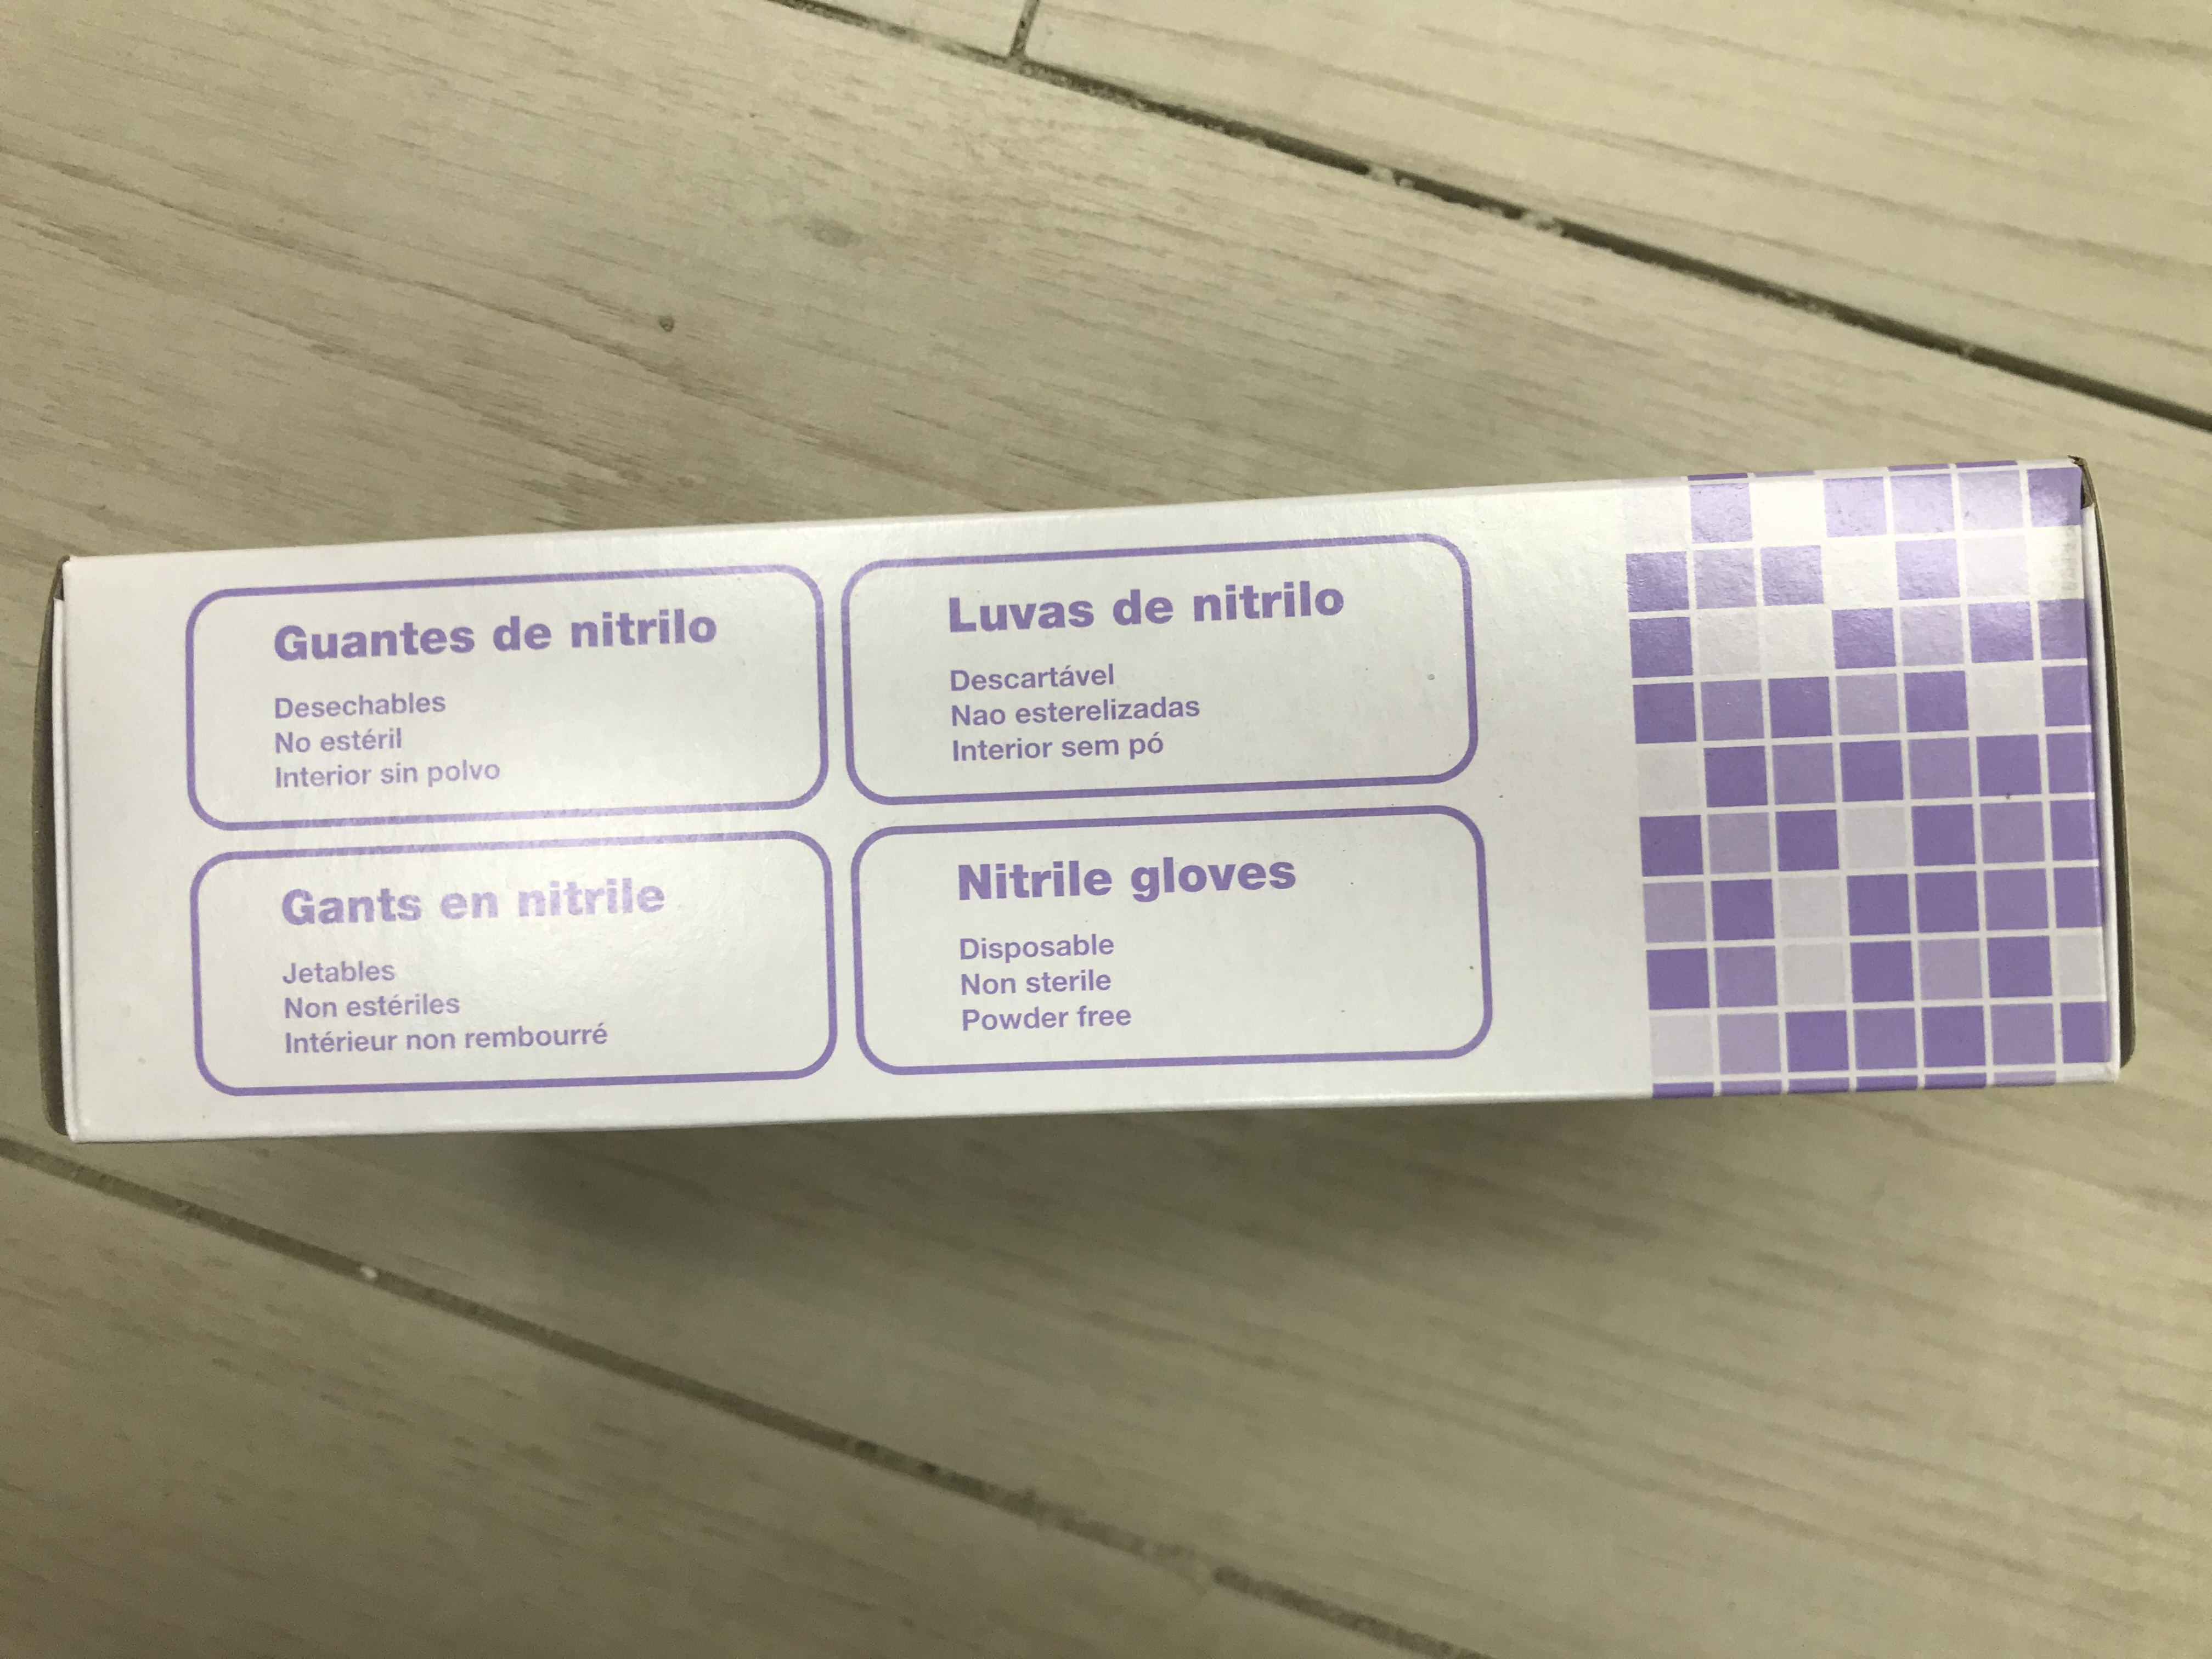 Guantes de nitrilo
Desechables
No estéril
Interior sin polvo
Luvas de nitrilo
Descartável
Nao esterelizadas
Interior sem pó
Gants en nitrile
Jetables
Non estériles
Intérieur non rembourré
Nitrile gloves
Disposable
Non sterile
Powder free